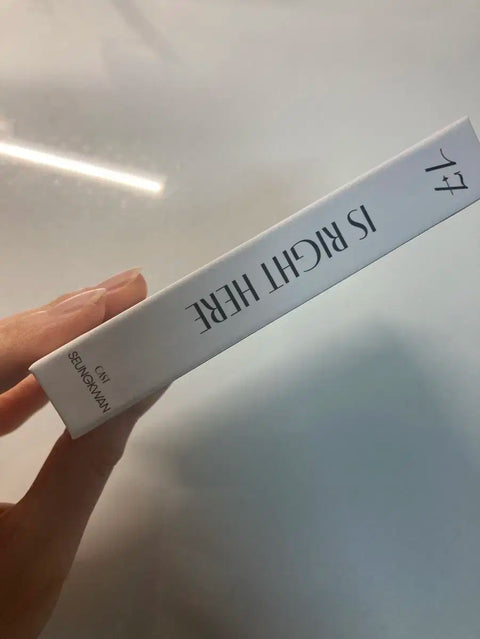 17
IS RIGHT HERE
CAST
SEUNGKWAN